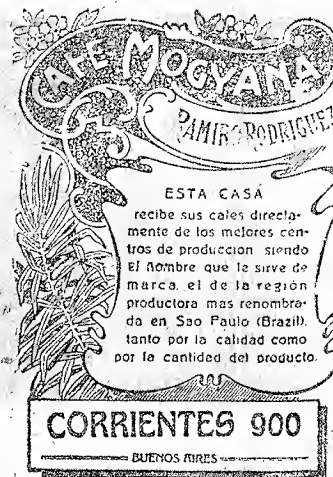 CAFE MOGYANA
RAMIRO RODRIGUEZ
ESTA CASA
recibe sus cafes directa-
mente de los mejores cen-
tros de produccion siendo
El nombre que le sirve de
marca, el de la región
productora mas renombra-
da en Sao Paulo (Brazil),
tanto por la calidad como
por la cantidad del producto.
CORRIENTES 900
BUENOS AIRES